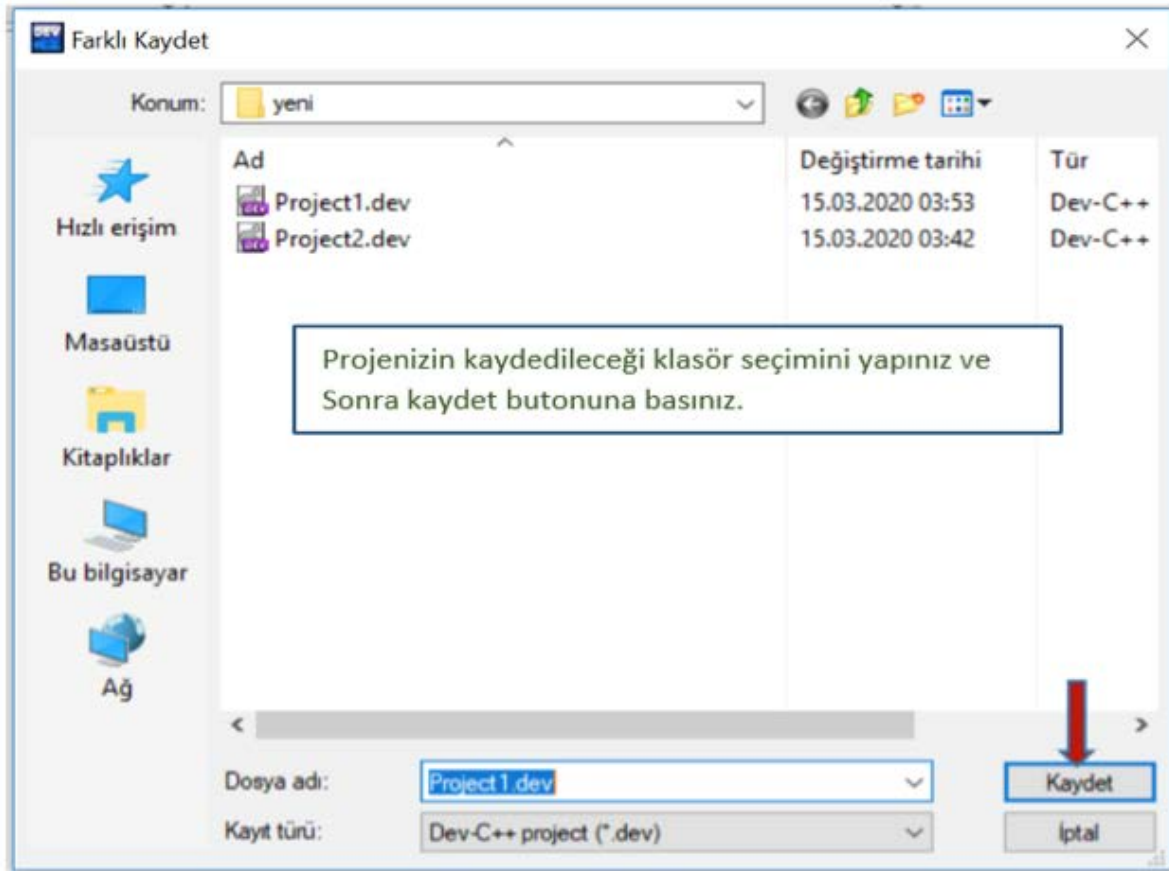 Farklı Kaydet
Konum: yeni
Ad Değiştirme tarihi Tür
Project1.dev 15.03.2020 03:53 Dev-C++
Project2.dev 15.03.2020 03:42 Dev-C++
Hızlı erişim
Masaüstü
Kitaplıklar
Bu bilgisayar
Ağ
Projenizin kaydedileceği klasör seçimini yapınız ve
Sonra kaydet butonuna basınız.
Dosya adı: Project1.dev Kaydet
Kayıt türü: Dev-C++ project (*.dev) İptal